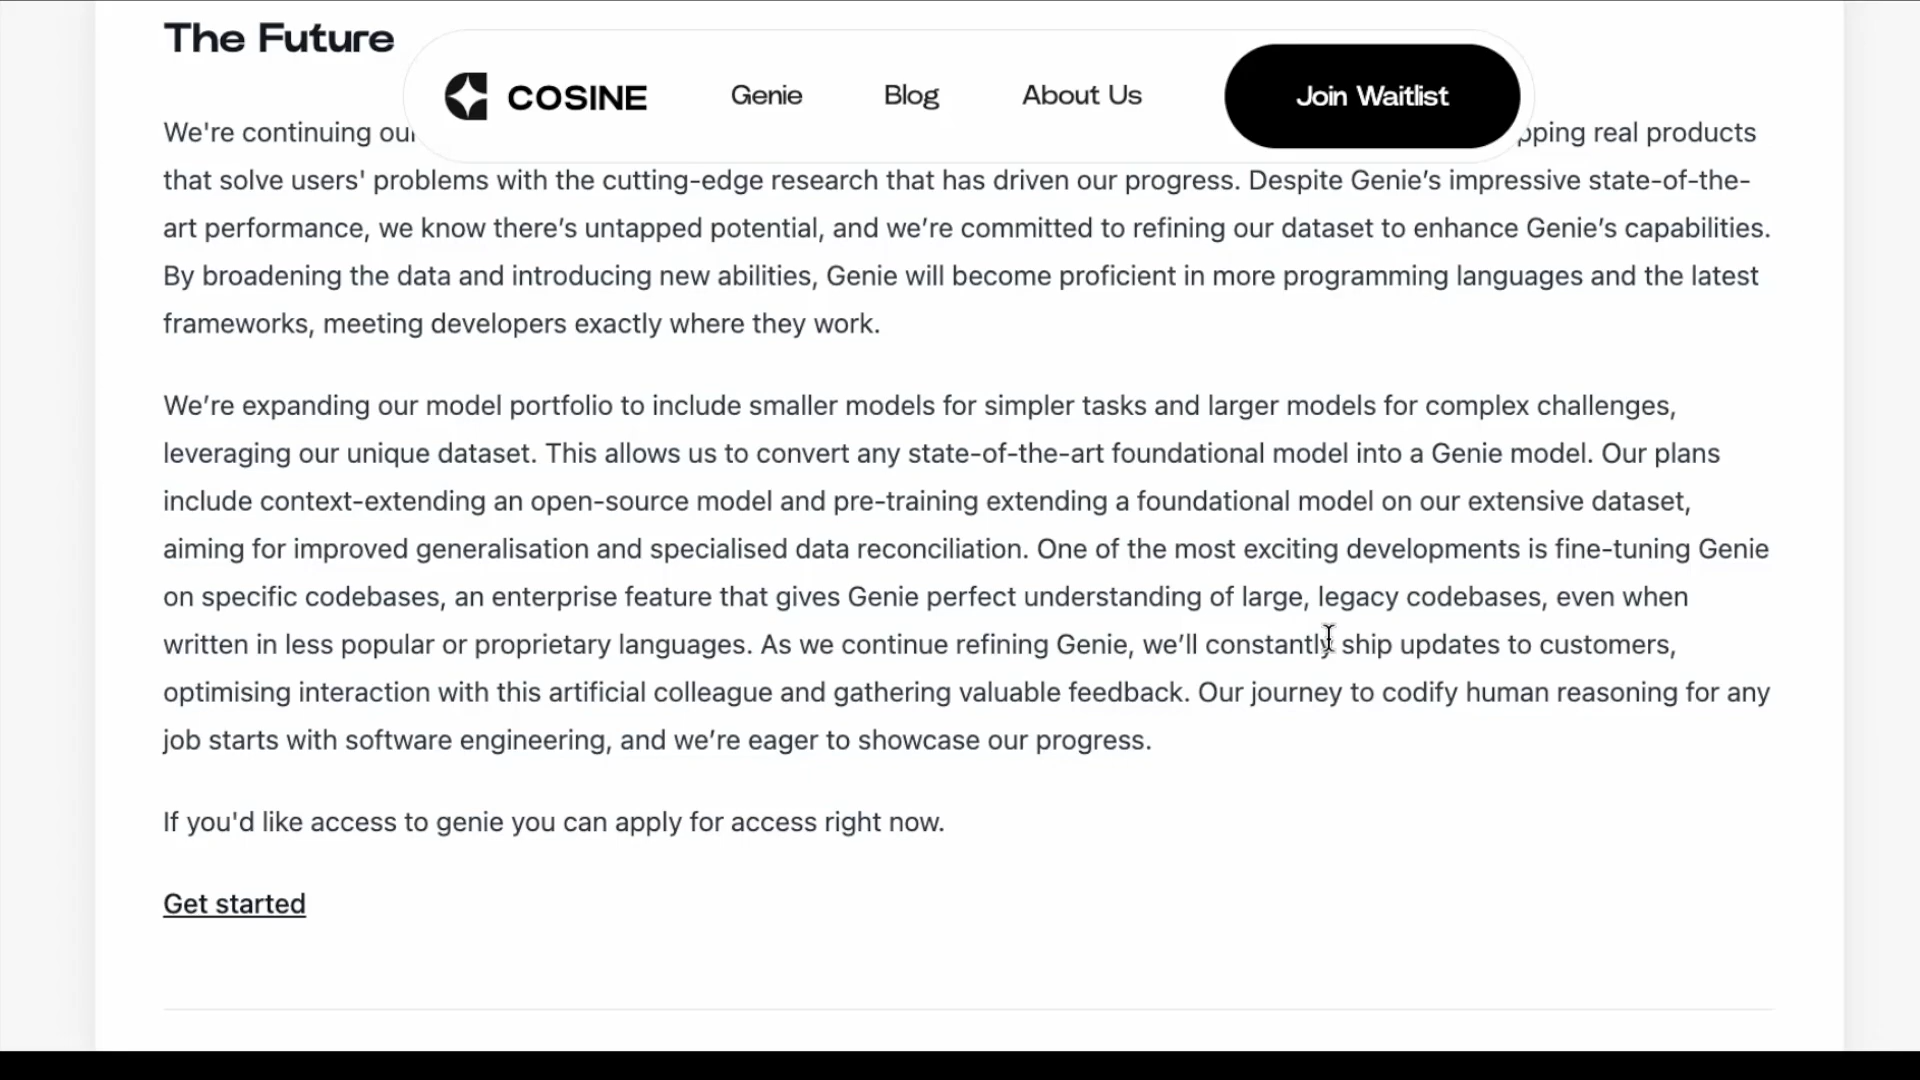 The Future
COSINE Genie Blog About Us Join Waitlist
We're continuing our pping real products
that solve users' problems with the cutting-edge research that has driven our progress. Despite Genie’s impressive state-of-the-
art performance, we know there’s untapped potential, and we’re committed to refining our dataset to enhance Genie’s capabilities.
By broadening the data and introducing new abilities, Genie will become proficient in more programming languages and the latest
frameworks, meeting developers exactly where they work.
We’re expanding our model portfolio to include smaller models for simpler tasks and larger models for complex challenges,
leveraging our unique dataset. This allows us to convert any state-of-the-art foundational model into a Genie model. Our plans
include context-extending an open-source model and pre-training extending a foundational model on our extensive dataset,
aiming for improved generalisation and specialised data reconciliation. One of the most exciting developments is fine-tuning Genie
on specific codebases, an enterprise feature that gives Genie perfect understanding of large, legacy codebases, even when
written in less popular or proprietary languages. As we continue refining Genie, we’ll constantly ship updates to customers,
optimising interaction with this artificial colleague and gathering valuable feedback. Our journey to codify human reasoning for any
job starts with software engineering, and we’re eager to showcase our progress.
If you'd like access to genie you can apply for access right now.
Get started